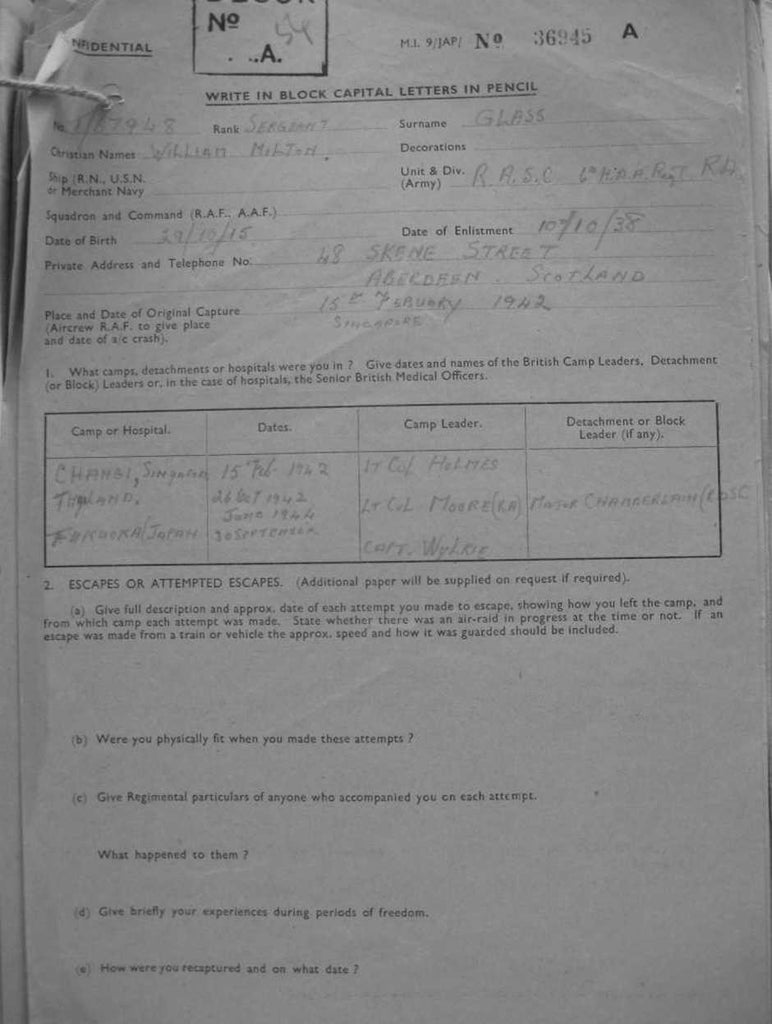 Nº 54
.A.
NFIDENTIAL
M.I. 9/JAP/ Nº 36945 A
WRITE IN BLOCK CAPITAL LETTERS IN PENCIL
No. Rank SERGEANT Surname GLASS
Christian Names WILLIAM MILTON. Decorations
Ship (R.N., U.S.N. or Merchant Navy
Unit & Div. (Army) R.A.S.C 6th H.A.A. Regt R.A.
Squadron and Command (R.A.F., A.A.F.)
Date of Birth 29/10/15 Date of Enlistment 10/10/38
Private Address and Telephone No. 48 SKENE STREET
ABERDEEN. SCOTLAND
Place and Date of Original Capture 15th FEBUARY 1942
(Aircrew R.A.F. to give place SINGAPORE
and date of a/c crash).
1. What camps, detachments or hospitals were you in ? Give dates and names of the British Camp Leaders, Detachment
(or Block) Leaders or, in the case of hospitals, the Senior British Medical Officers.
Camp or Hospital. Dates. Camp Leader. Detachment or Block
Leader (if any).
CHANGI, SINGAPORE 15 Feb 1942 LT COL HOLMES
THAILAND. 26 OCT 1942 LT COL MOORE (RA) MAJOR CHAMBERLAIN (RASC
JUNE 1944
FUKUOKA/JAPAN 30 SEPTEMBER CAPT. WYLKIE
2. ESCAPES OR ATTEMPTED ESCAPES. (Additional paper will be supplied on request if required).
(a) Give full description and approx. date of each attempt you made to escape, showing how you left the camp, and
from which camp each attempt was made. State whether there was an air-raid in progress at the time or not. If an
escape was made from a train or vehicle the approx. speed and how it was guarded should be included.
(b) Were you physically fit when you made these attempts ?
(c) Give Regimental particulars of anyone who accompanied you on each attempt.
What happened to them ?
(d) Give briefly your experiences during periods of freedom.
(e) How were you recaptured and on what date ?